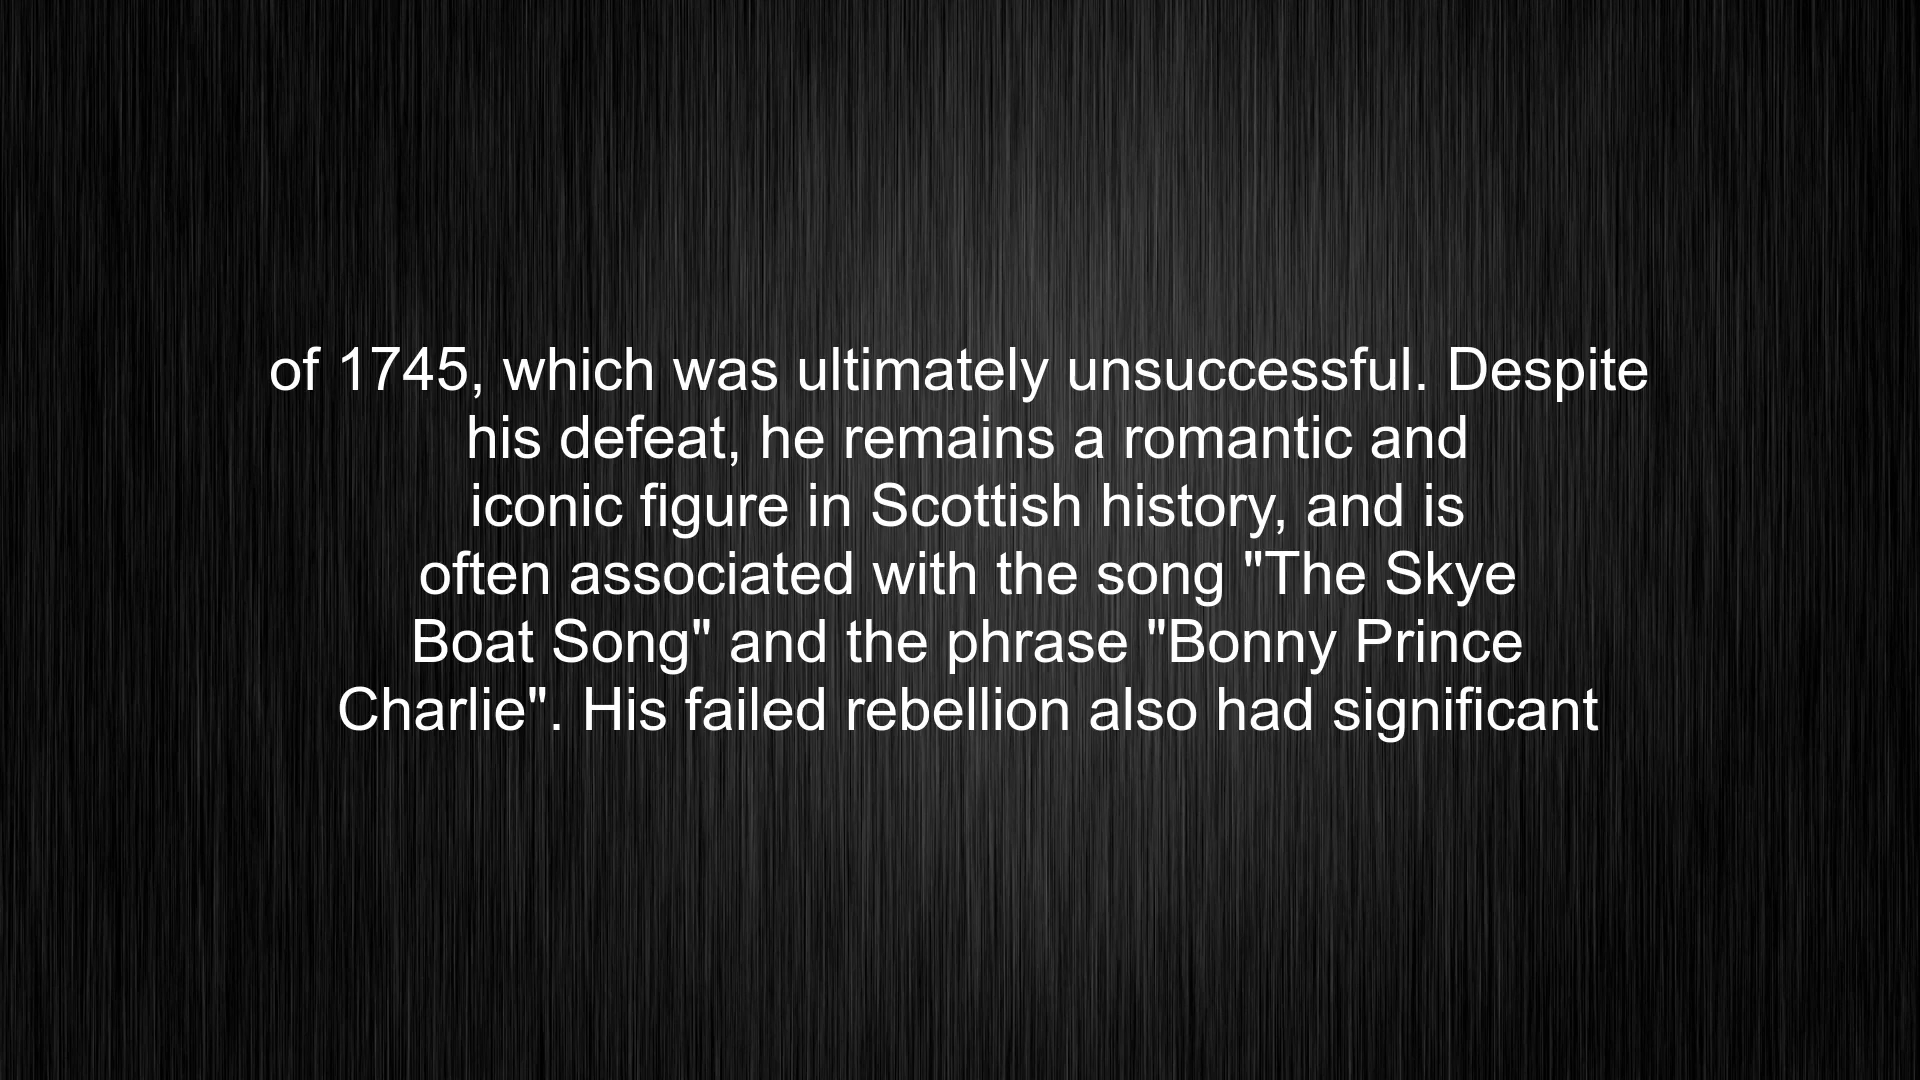 of 1745, which was ultimately unsuccessful. Despite
his defeat, he remains a romantic and
iconic figure in Scottish history, and is
often associated with the song "The Skye
Boat Song" and the phrase "Bonny Prince
Charlie". His failed rebellion also had significant